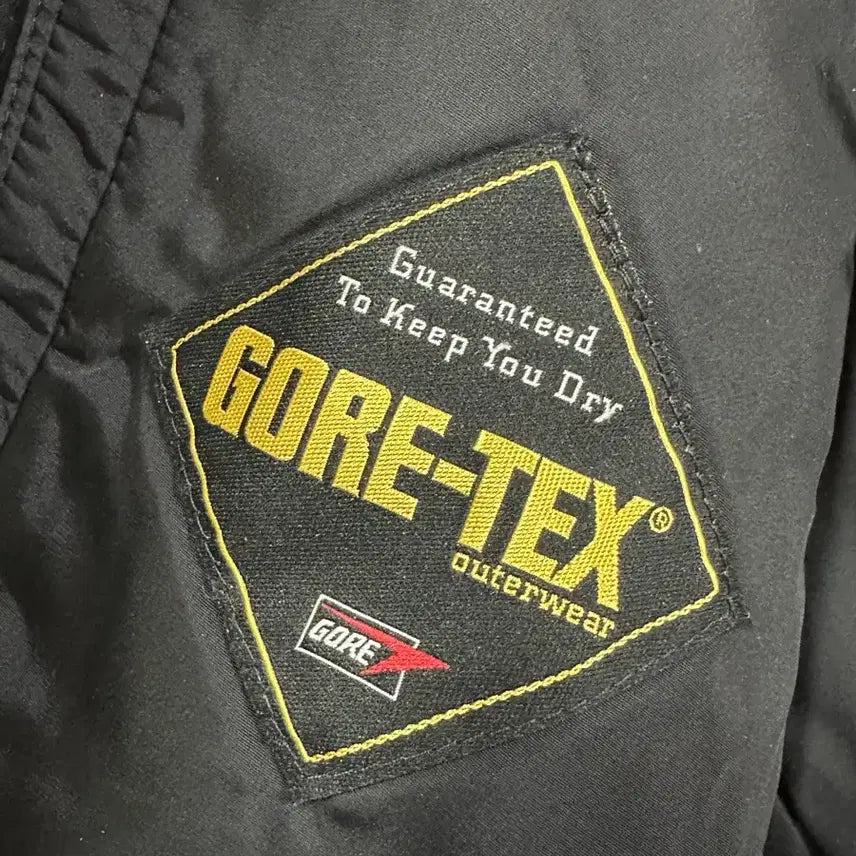 Guaranteed
To Keep You Dry
GORE-TEX®
outerwear
GORE